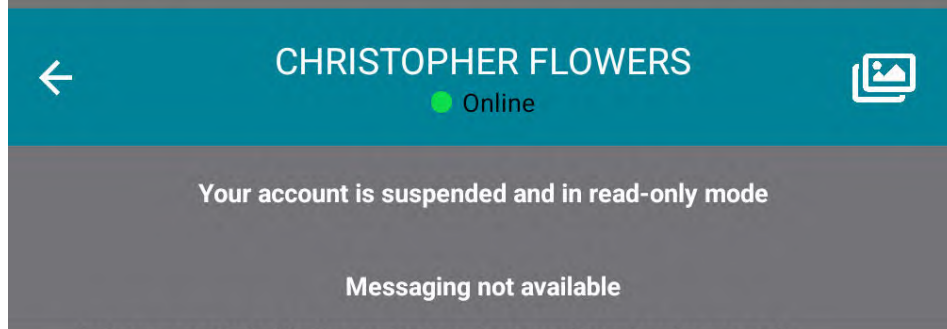 CHRISTOPHER FLOWERS
Online
Your account is suspended and in read-only mode
Messaging not available